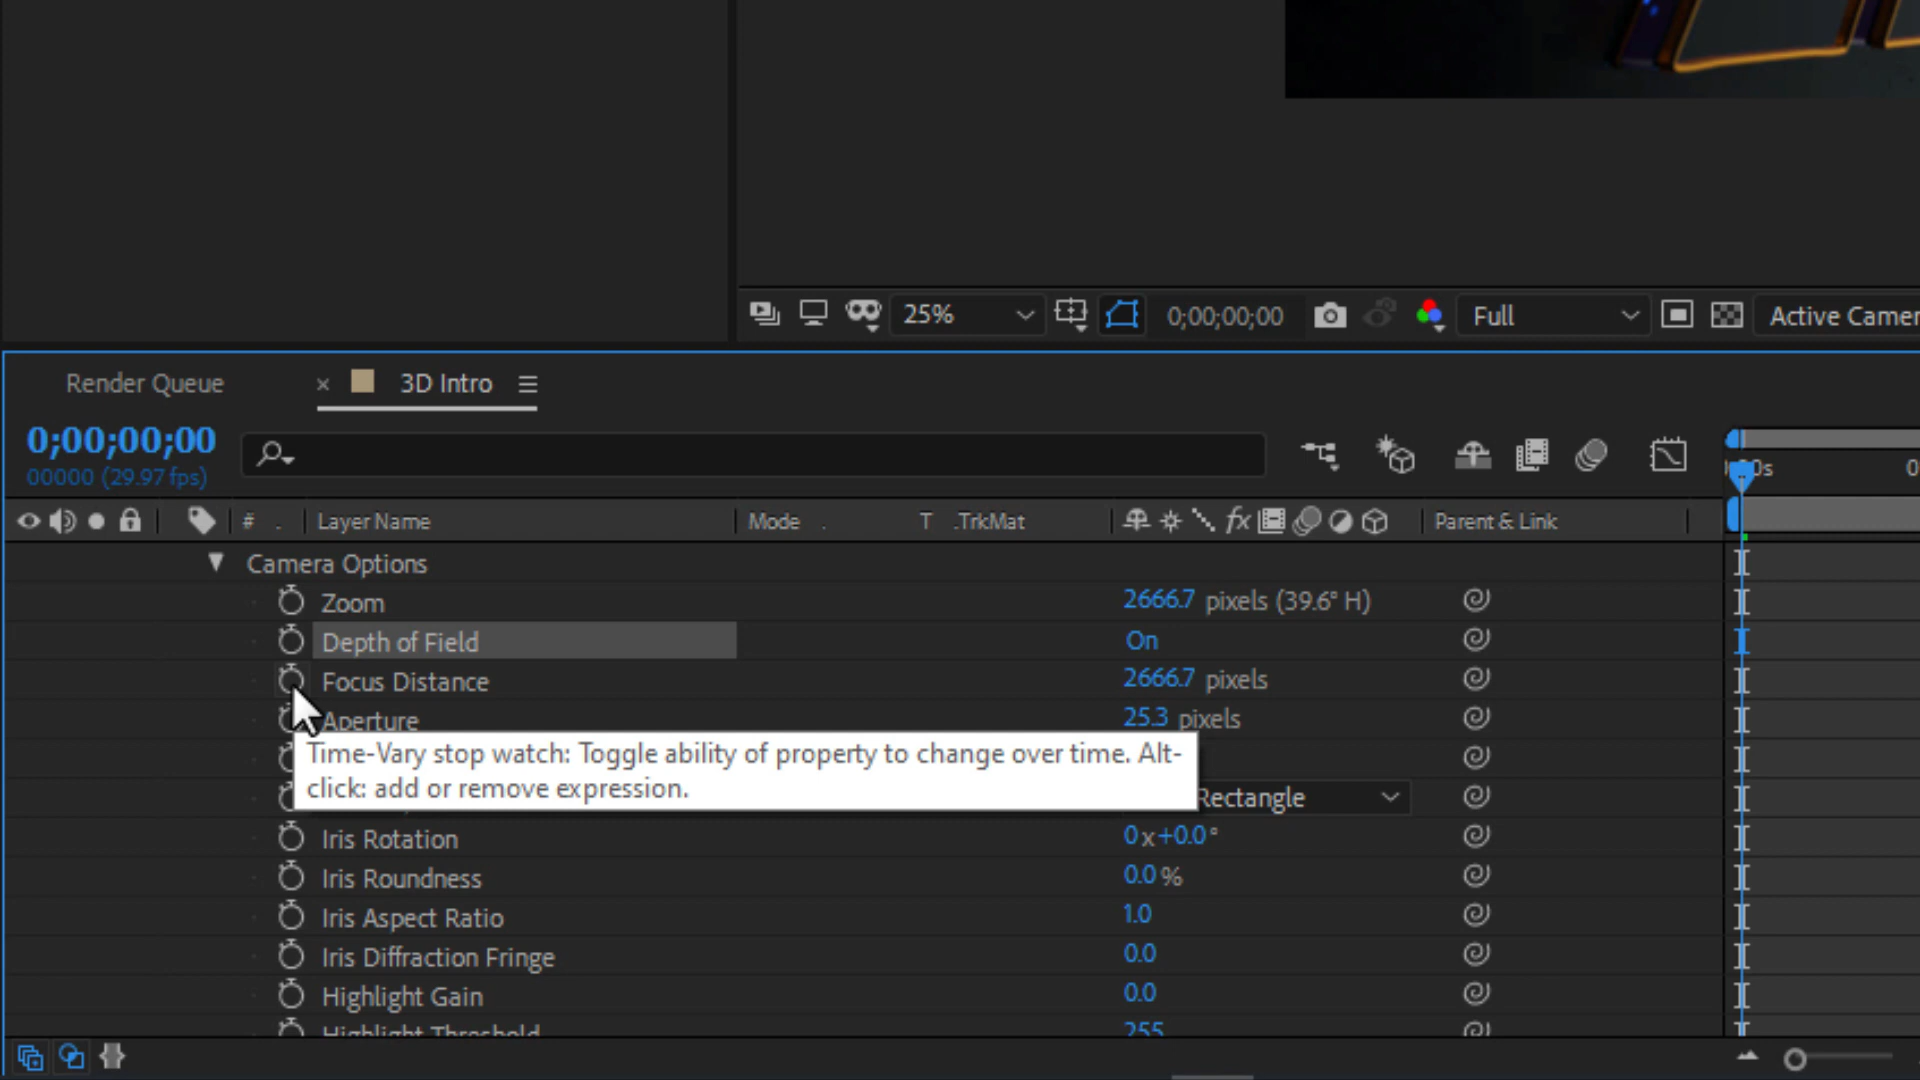 25%
0;00;00;00
Full
Active Camer
Render Queue
× 3D Intro
0;00;00;00
00000 (29.97 fps)
# . Layer Name Mode T .TrkMat fx Parent & Link
Camera Options
Zoom 2666.7 pixels (39.6° H)
Depth of Field On
Focus Distance 2666.7 pixels
Aperture 25.3 pixels
Time-Vary stop watch: Toggle ability of property to change over time. Alt-
click: add or remove expression.
Rectangle
Iris Rotation 0x+0.0°
Iris Roundness 0.0%
Iris Aspect Ratio 1.0
Iris Diffraction Fringe 0.0
Highlight Gain 0.0
Highlight Threshold 255